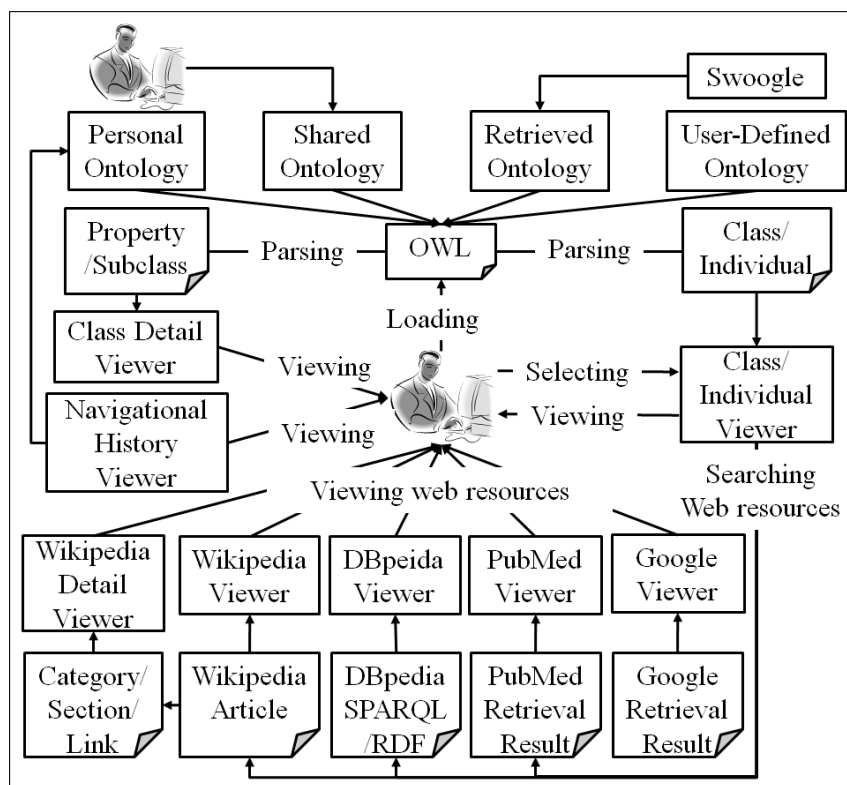 Swoogle
Personal
Ontology
Shared
Ontology
Retrieved
Ontology
User-Defined
Ontology
Property
/Subclass
Parsing
OWL
Parsing
Class/
Individual
Loading
Class Detail
Viewer
Viewing
Selecting
Class/
Individual
Viewer
Navigational
History
Viewer
Viewing
Viewing
Searching
Web resources
Viewing web resources
Wikipedia
Detail
Viewer
Wikipedia
Viewer
DBpeida
Viewer
PubMed
Viewer
Google
Viewer
Category/
Section/
Link
Wikipedia
Article
DBpedia
SPARQL
/RDF
PubMed
Retrieval
Result
Google
Retrieval
Result